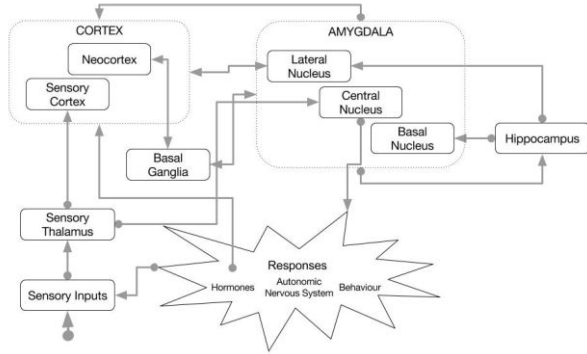 CORTEX
AMYGDALA
Neocortex
Lateral
Nucleus
Sensory
Cortex
Central
Nucleus
Basal
Nucleus
Hippocampus
Basal
Ganglia
Sensory
Thalamus
Responses
Sensory Inputs
Hormones
Autonomic
Nervous System
Behaviour